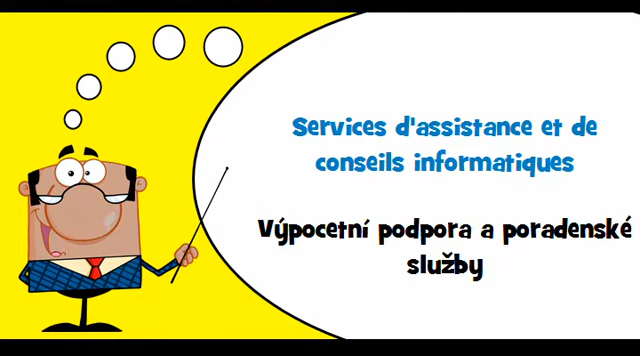 Services d'assistance et de
conseils informatiques
Výpocetní podpora a poradenské
služby